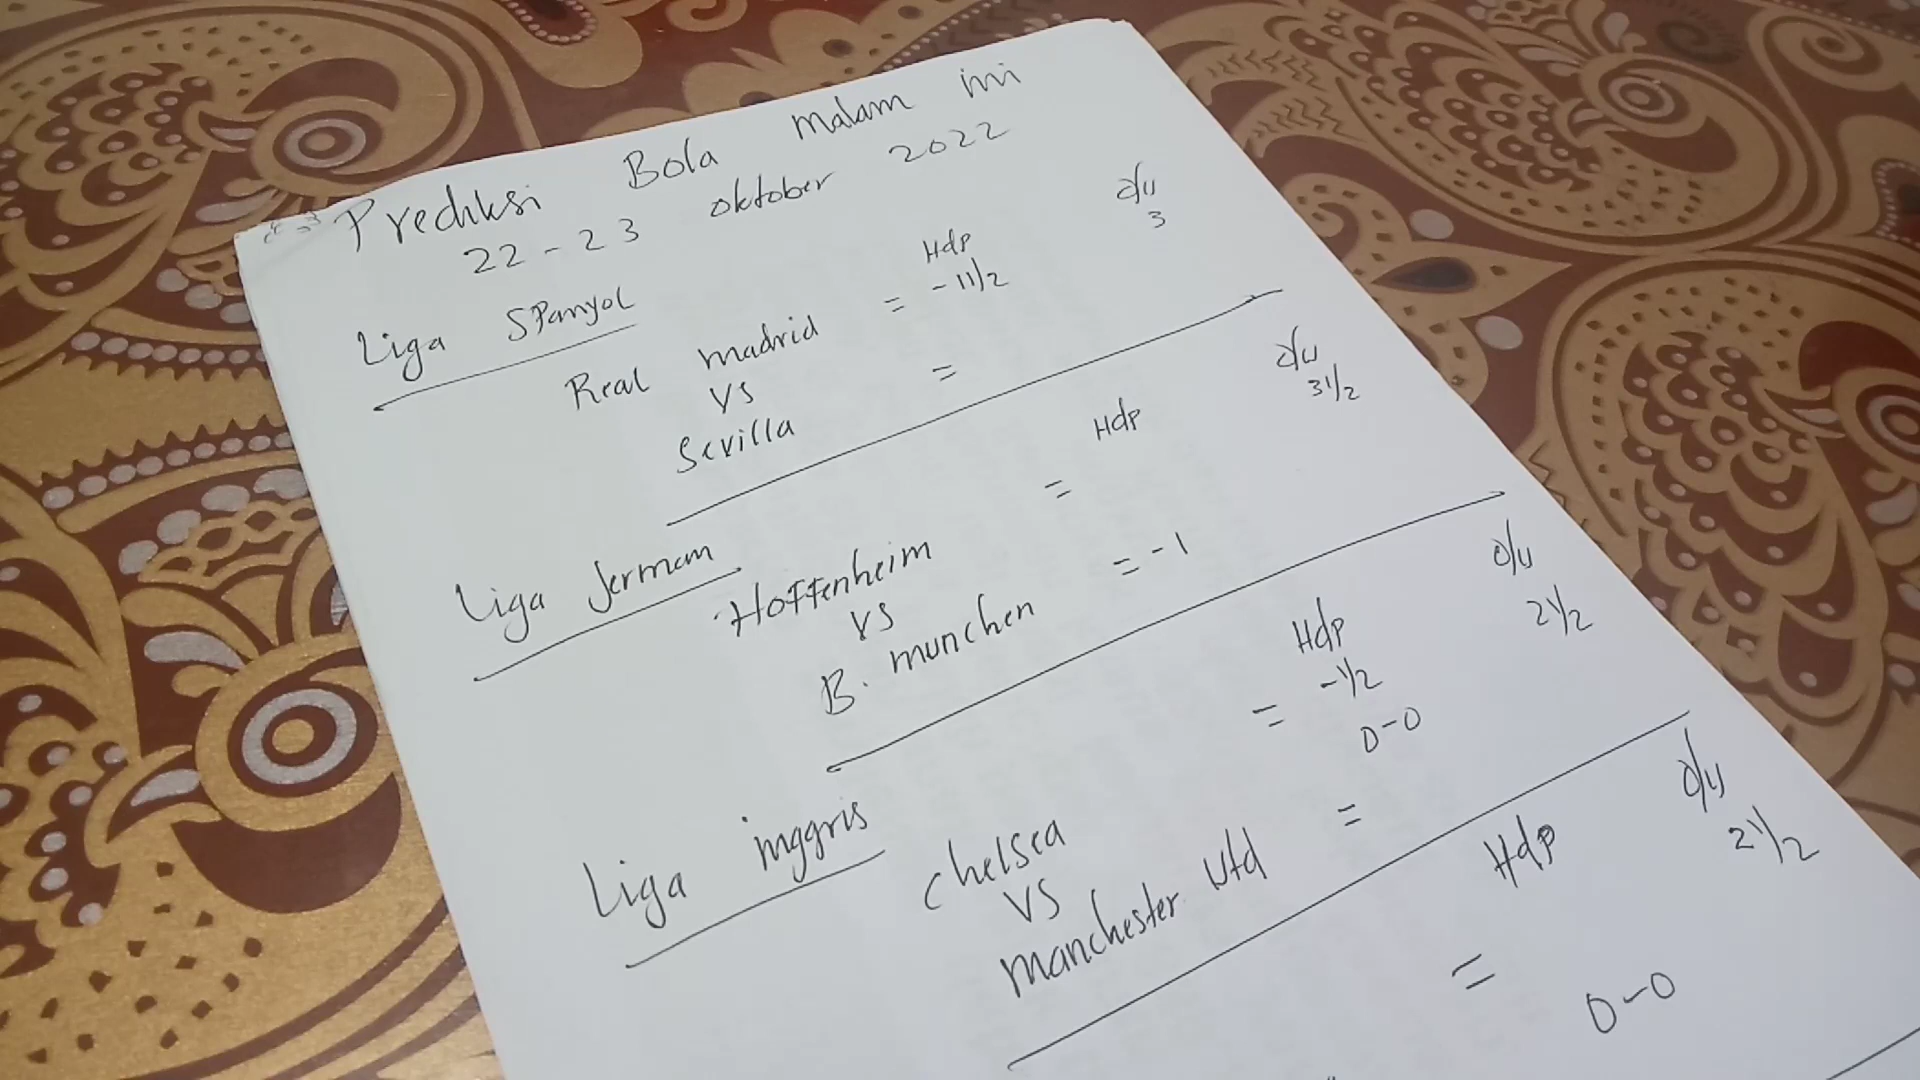 Prediksi Bola Malam ini
22 - 23 oktober 2022
Liga SPanyol
Hdp o/u
Real madrid = - 1 1/2 3
vs
Sevilla =
Liga Jerman
Hdp o/u
Hoffenheim = 3 1/2
vs
B. munchen = -1
Liga inggris
Hdp o/u
Chelsea = - 1/2 2 1/2
vs 0-0
manchester Utd =
Hdp o/u
2 1/2
=
0-0